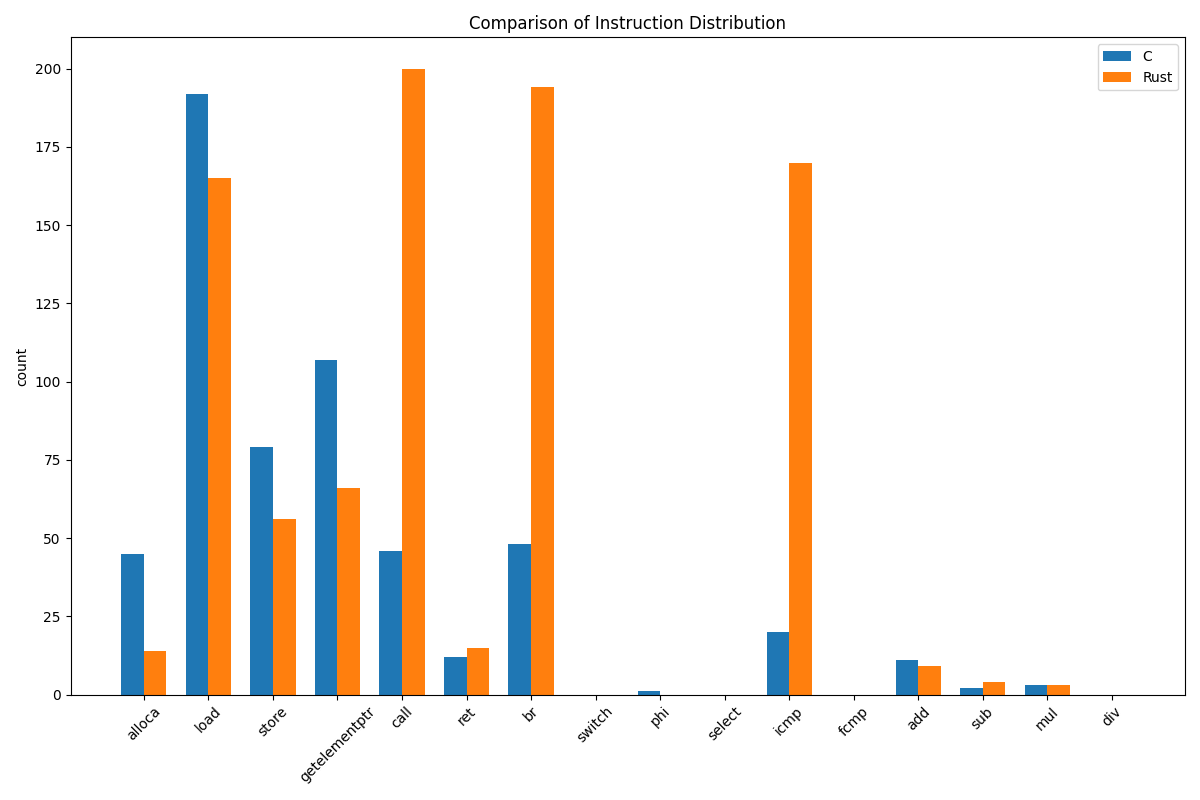 Comparison of Instruction Distribution
C
Rust
count
200
175
150
125
100
75
50
25
0
alloca
load
store
getelementptr
call
ret
br
switch
phi
select
icmp
fcmp
add
sub
mul
div